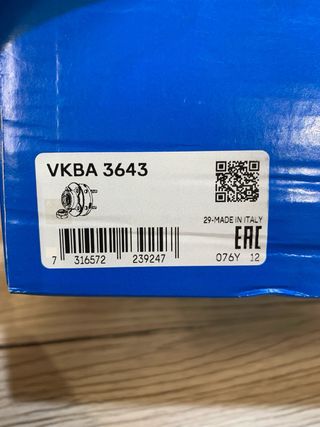 VKBA 3643
29-MADE IN ITALY
EAC
7 316572 239247
076Y 12